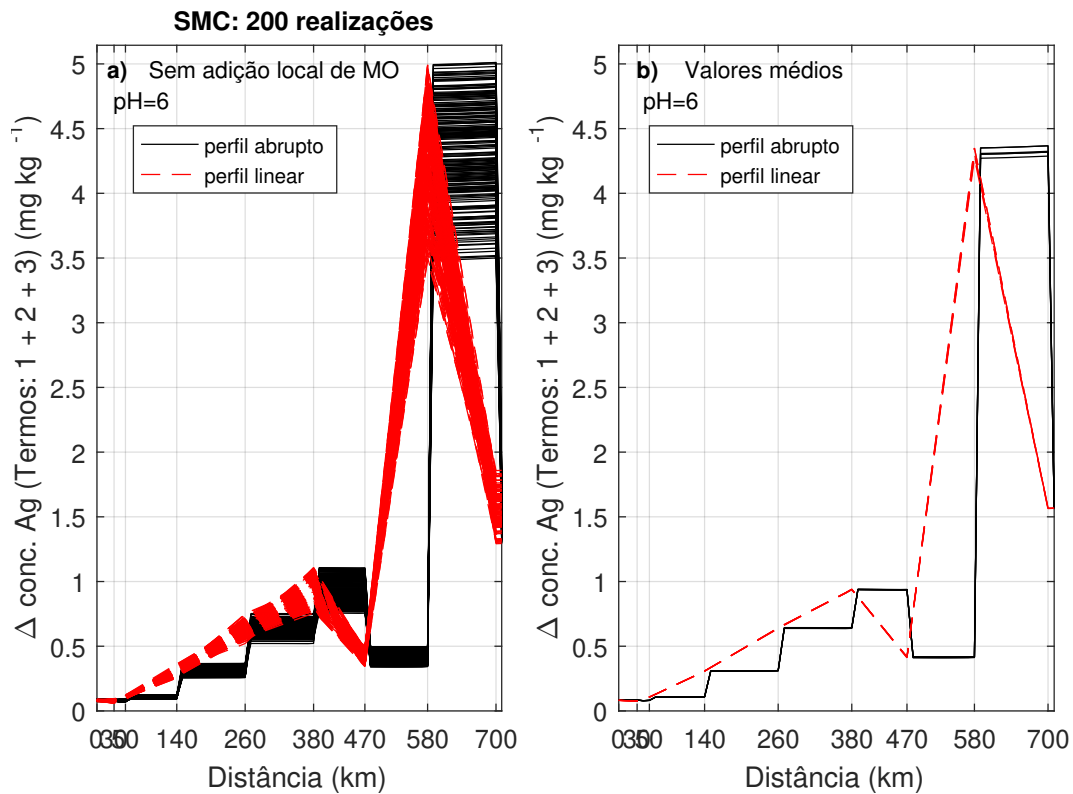 SMC: 200 realizações
a) Sem adição local de MO
pH=6
perfil abrupto
perfil linear
Δ conc. Ag (Termos: 1 + 2 + 3) (mg kg -1)
5
4.5
4
3.5
3
2.5
2
1.5
1
0.5
0
0 30 50 140 260 380 470 580 700
Distância (km)
b) Valores médios
pH=6
perfil abrupto
perfil linear
Δ conc. Ag (Termos: 1 + 2 + 3) (mg kg -1)
5
4.5
4
3.5
3
2.5
2
1.5
1
0.5
0
0 30 50 140 260 380 470 580 700
Distância (km)